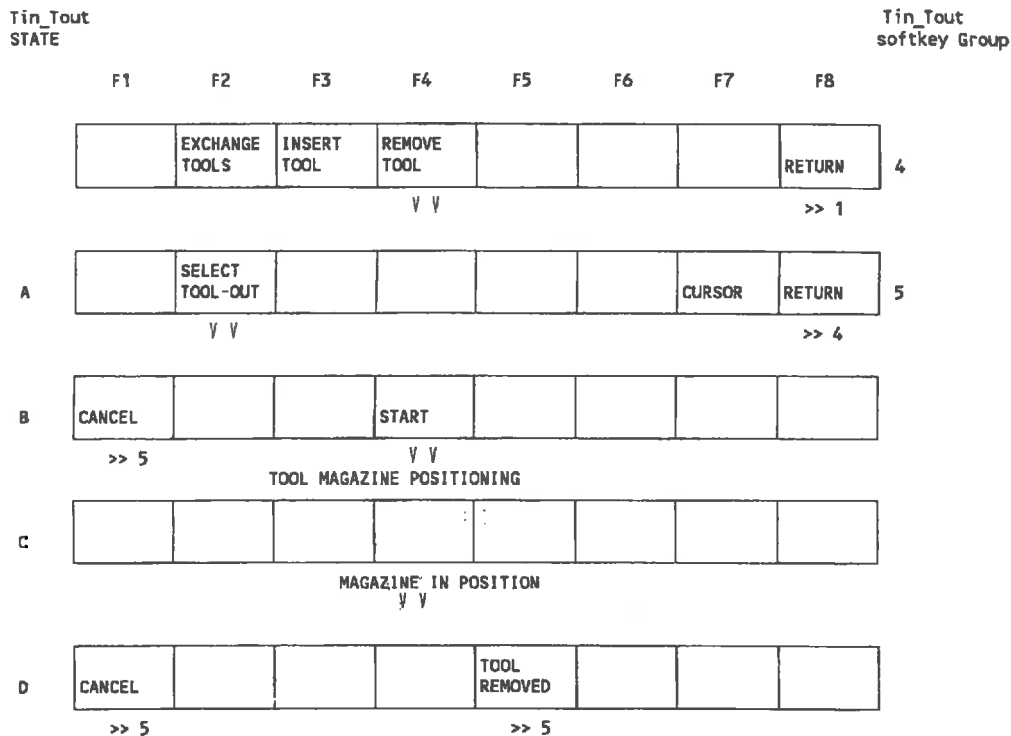 Tin_Tout Tin_Tout
STATE softkey Group
F1 F2 F3 F4 F5 F6 F7 F8
EXCHANGE INSERT REMOVE
TOOLS TOOL TOOL RETURN 4
V V >> 1
SELECT
A TOOL-OUT CURSOR RETURN 5
V V >> 4
B CANCEL START
>> 5 V V
TOOL MAGAZINE POSITIONING
C
MAGAZINE IN POSITION
V V
TOOL
D CANCEL REMOVED
>> 5 >> 5